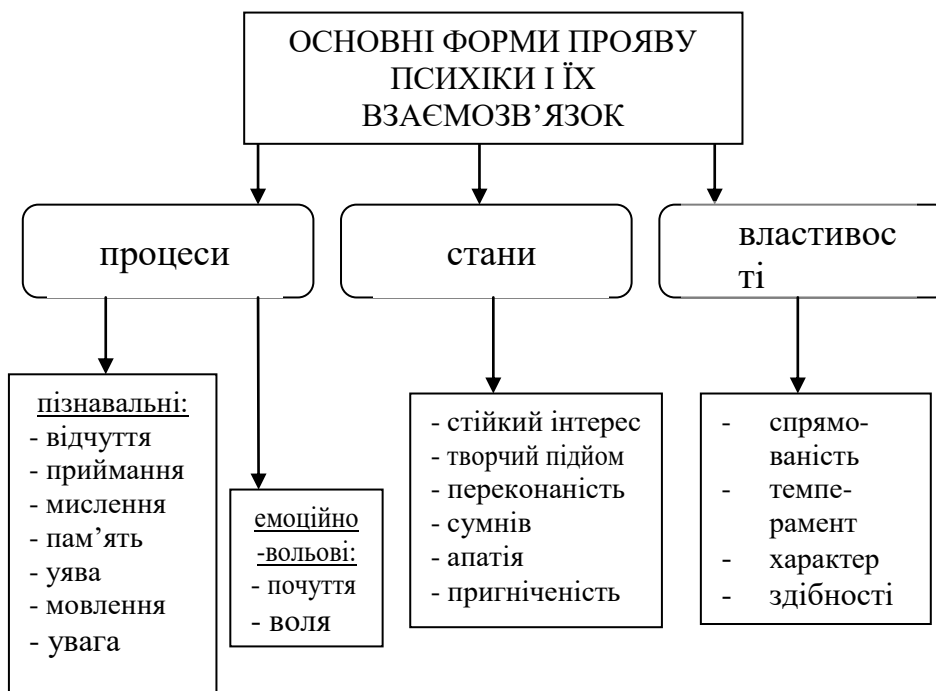 ОСНОВНІ ФОРМИ ПРОЯВУ
ПСИХІКИ І ЇХ
ВЗАЄМОЗВ’ЯЗОК
процеси
стани
властивос
ті
пізнавальні:
- відчуття
- приймання
- мислення
- пам’ять
- уява
- мовлення
- увага
емоційно
-вольові:
- почуття
- воля
- стійкий інтерес
- творчий підйом
- переконаність
- сумнів
- апатія
- пригніченість
- спрямо-
ваність
- темпе-
рамент
- характер
- здібності